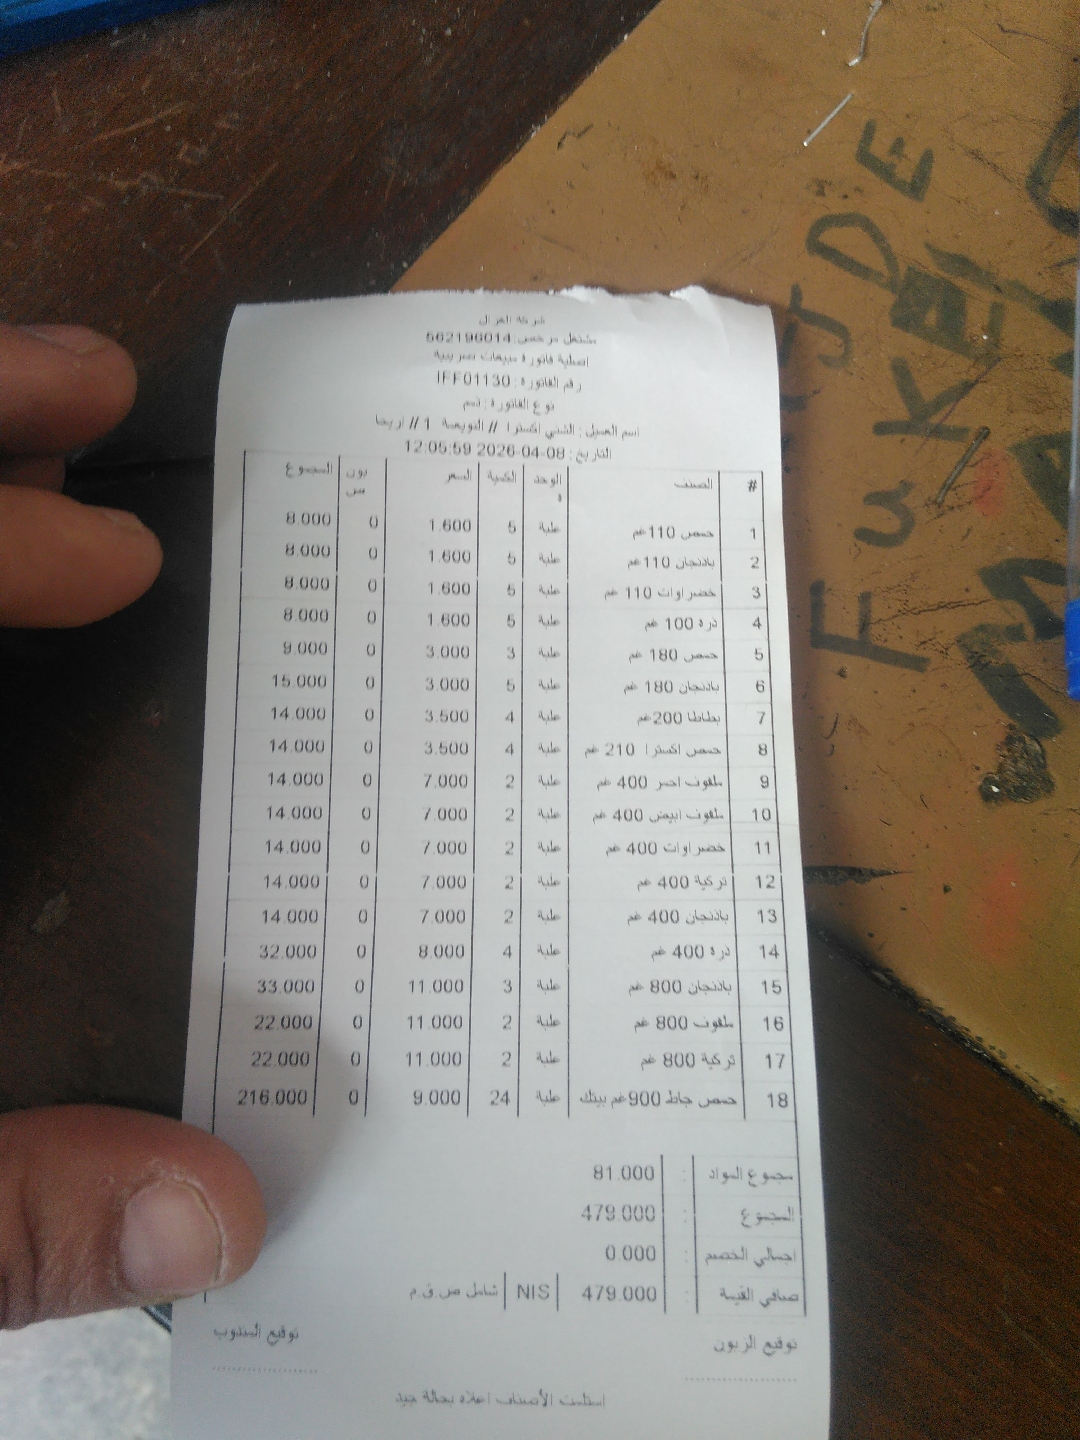 شركة الغزال
مشتغل مرخص: 562196014
اصلية فاتورة مبيعات ضريبية
رقم الفاتورة: IFF01130
نوع الفاتورة: ذمم
اسم العميل: الشني اكسترا // النويعمة 1 // اريحا
التاريخ: 2026-04-08 12:05:59
# الصنف الوحدة الكمية السعر بونص المجموع
1 حمص 110غم علبة 5 1.600 0 8.000
2 باذنجان 110غم علبة 5 1.600 0 8.000
3 خضراوات 110 غم علبة 5 1.600 0 8.000
4 ذره 100 غم علبة 5 1.600 0 8.000
5 حمص 180 غم علبة 3 3.000 0 9.000
6 باذنجان 180 غم علبة 5 3.000 0 15.000
7 بطاطا 200غم علبة 4 3.500 0 14.000
8 حمص اكسترا 210 غم علبة 4 3.500 0 14.000
9 ملفوف احمر 400 غم علبة 2 7.000 0 14.000
10 ملفوف ابيض 400 غم علبة 2 7.000 0 14.000
11 خضراوات 400 غم علبة 2 7.000 0 14.000
12 تركية 400 غم علبة 2 7.000 0 14.000
13 باذنجان 400 غم علبة 2 7.000 0 14.000
14 ذره 400 غم علبة 4 8.000 0 32.000
15 باذنجان 800 غم علبة 3 11.000 0 33.000
16 ملفوف 800 غم علبة 2 11.000 0 22.000
17 تركية 800 غم علبة 2 11.000 0 22.000
18 حمص جاط 900غم بيتك علبة 24 9.000 0 216.000
مجموع المواد : 81.000
المجموع : 479.000
اجمالي الخصم : 0.000
صافي القيمة : 479.000 NIS شامل ض.ق.م
توقيع الزبون توقيع المندوب
استلمت الأصناف اعلاه بحالة جيد